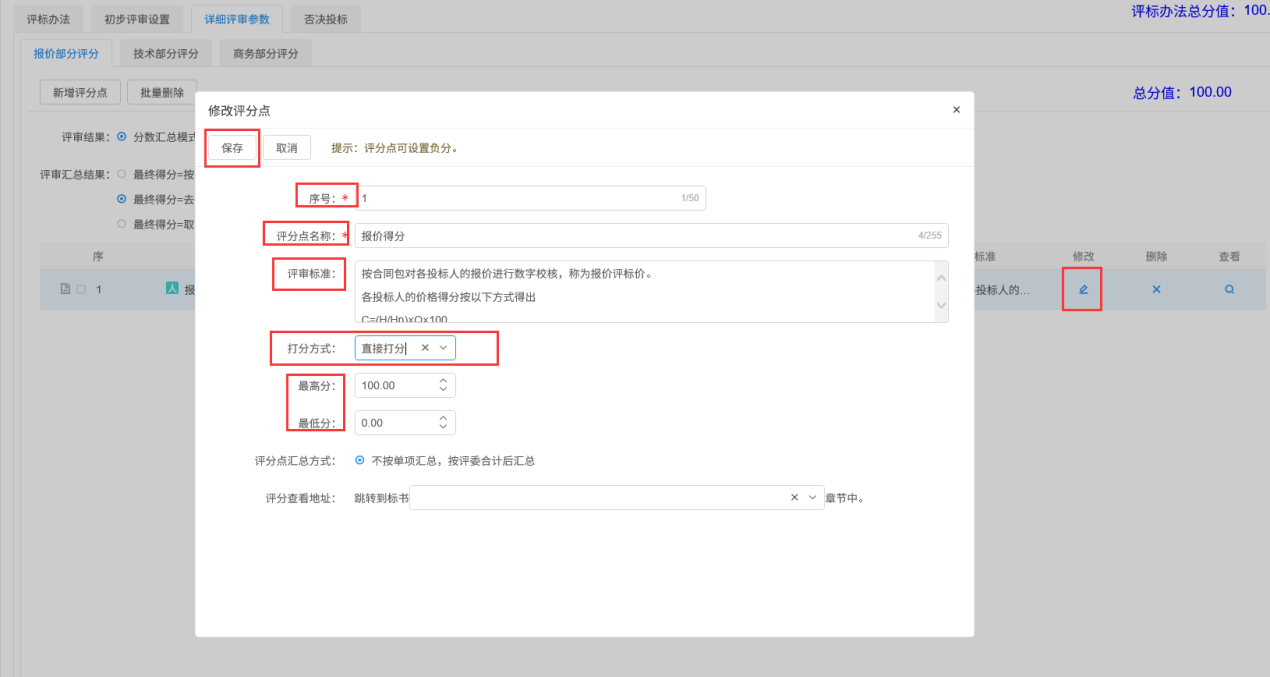 评标办法 初步评审设置 详细评审参数 否决投标 评标办法总分值：100.
报价部分评分 技术部分评分 商务部分评分
新增评分点 批量删除 总分值：100.00
修改评分点 ×
评审结果： 分数汇总模式
保存 取消 提示：评分点可设置负分。
评审汇总结果： 最终得分=按
最终得分=去
最终得分=取
序号：* 1 1/50
评分点名称：* 报价得分 4/255
序 标准 修改 删除 查看
评审标准： 按合同包对各投标人的报价进行数字校核，称为报价评标价。
1 人 报 投标人的...
各投标人的价格得分按以下方式得出
C=(H/Hn)×Q×100
打分方式： 直接打分
最高分： 100.00
最低分： 0.00
评分点汇总方式： 不按单项汇总，按评委合计后汇总
评分查看地址： 跳转到标书 章节中。